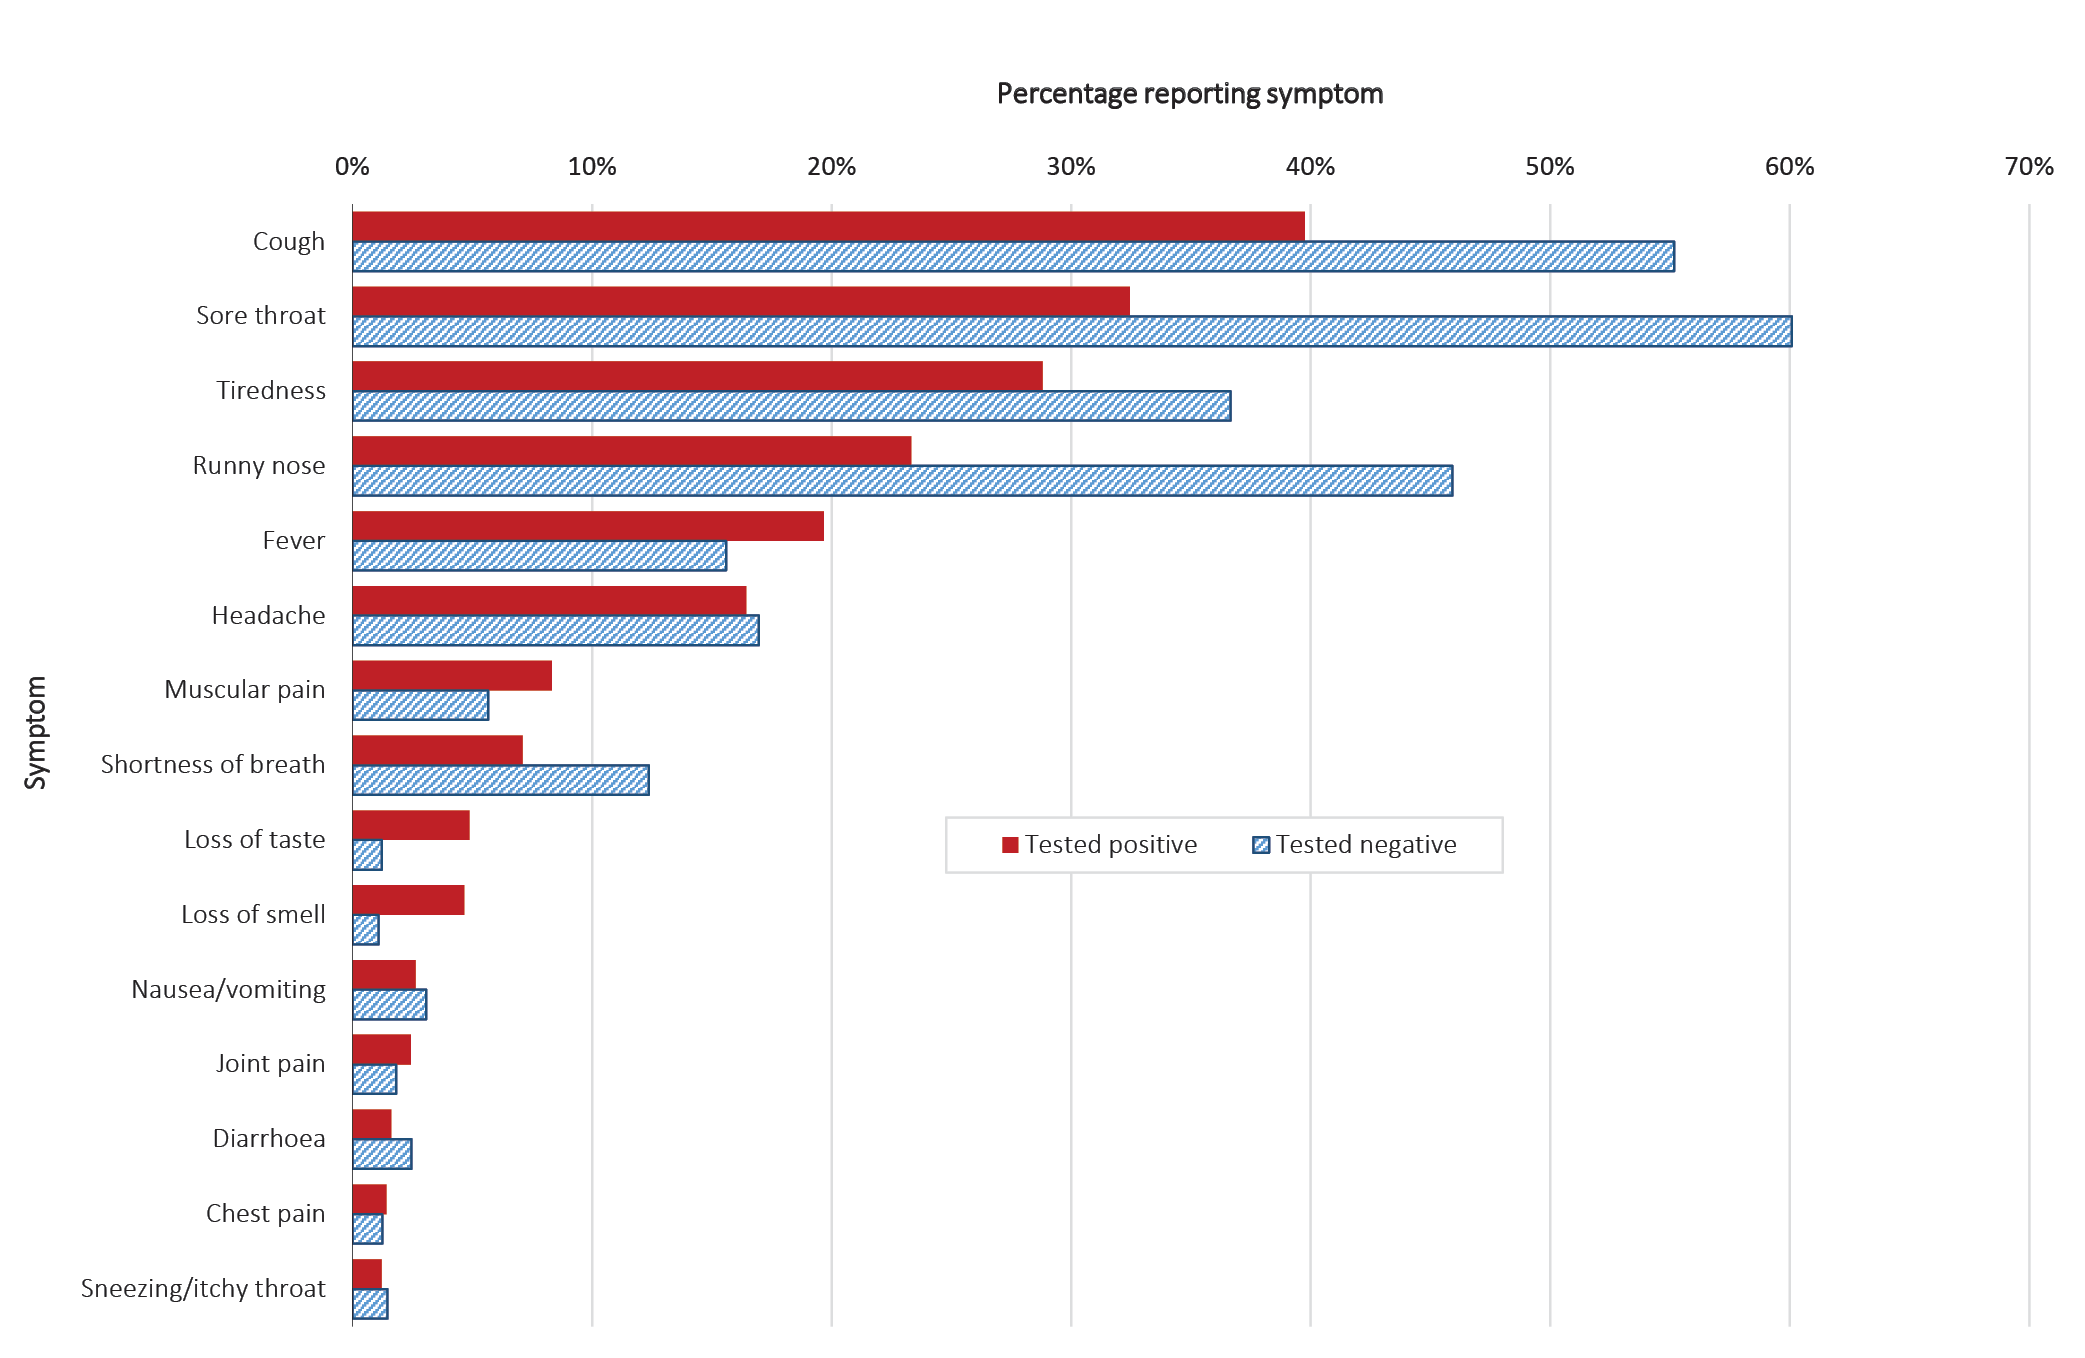 Percentage reporting symptom
0% 10% 20% 30% 40% 50% 60% 70%
Symptom
Cough
Sore throat
Tiredness
Runny nose
Fever
Headache
Muscular pain
Shortness of breath
Loss of taste
Loss of smell
Nausea/vomiting
Joint pain
Diarrhoea
Chest pain
Sneezing/itchy throat
Tested positive Tested negative